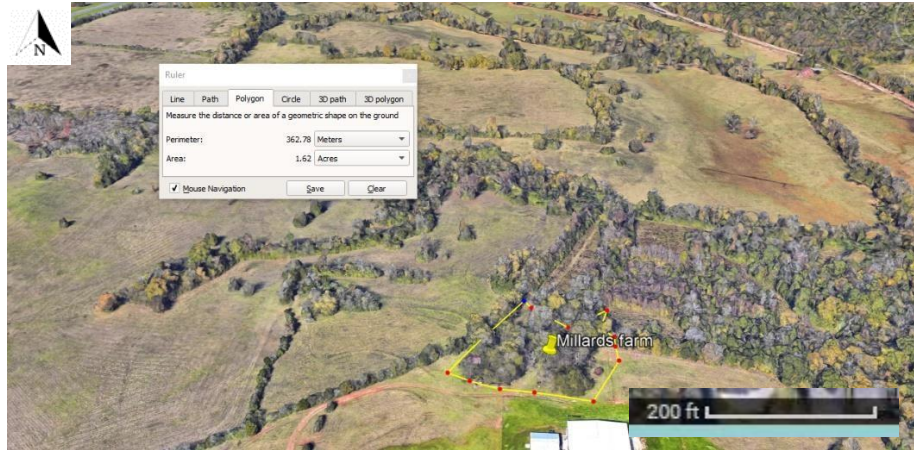 N
Ruler
Line Path Polygon Circle 3D path 3D polygon
Measure the distance or area of a geometric shape on the ground
Perimeter: 362.78 Meters
Area: 1.62 Acres
Mouse Navigation Save Clear
Millards farm
200 ft